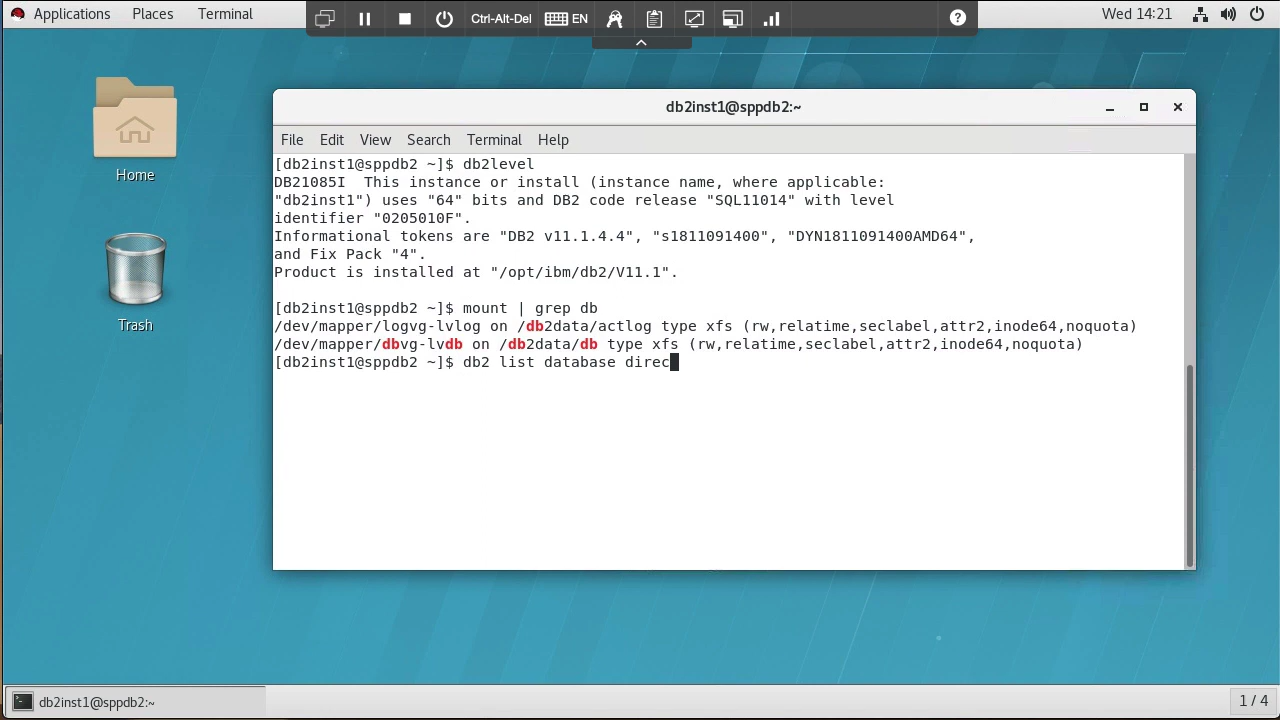 Applications Places Terminal
Ctrl-Alt-Del EN ?
Wed 14:21
Home
Trash
db2inst1@sppdb2:~
File Edit View Search Terminal Help
[db2inst1@sppdb2 ~]$ db2level
DB21085I  This instance or install (instance name, where applicable:
"db2inst1") uses "64" bits and DB2 code release "SQL11014" with level
identifier "0205010F".
Informational tokens are "DB2 v11.1.4.4", "s1811091400", "DYN1811091400AMD64",
and Fix Pack "4".
Product is installed at "/opt/ibm/db2/V11.1".
[db2inst1@sppdb2 ~]$ mount | grep db
/dev/mapper/logvg-lvlog on /db2data/actlog type xfs (rw,relatime,seclabel,attr2,inode64,noquota)
/dev/mapper/dbvg-lvdb on /db2data/db type xfs (rw,relatime,seclabel,attr2,inode64,noquota)
[db2inst1@sppdb2 ~]$ db2 list database direc
db2inst1@sppdb2:~
1 / 4